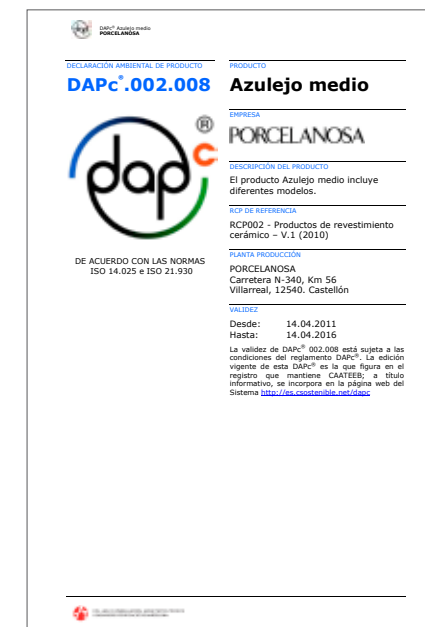 DAPc® Azulejo medio
PORCELANOSA
DECLARACIÓN AMBIENTAL DE PRODUCTO
DAPc®.002.008
dap c ®
DE ACUERDO CON LAS NORMAS
ISO 14.025 e ISO 21.930
PRODUCTO
Azulejo medio
EMPRESA
PORCELANOSA
DESCRIPCIÓN DEL PRODUCTO
El producto Azulejo medio incluye
diferentes modelos.
RCP DE REFERENCIA
RCP002 - Productos de revestimiento
cerámico – V.1 (2010)
PLANTA PRODUCCIÓN
PORCELANOSA
Carretera N-340, Km 56
Villarreal, 12540. Castellón
VALIDEZ
Desde: 14.04.2011
Hasta: 14.04.2016
La validez de DAPc® 002.008 está sujeta a las
condiciones del reglamento DAPc®. La edición
vigente de esta DAPc® es la que figura en el
registro que mantiene CAATEEB; a título
informativo, se incorpora en la página web del
Sistema http://es.csostenible.net/dapc